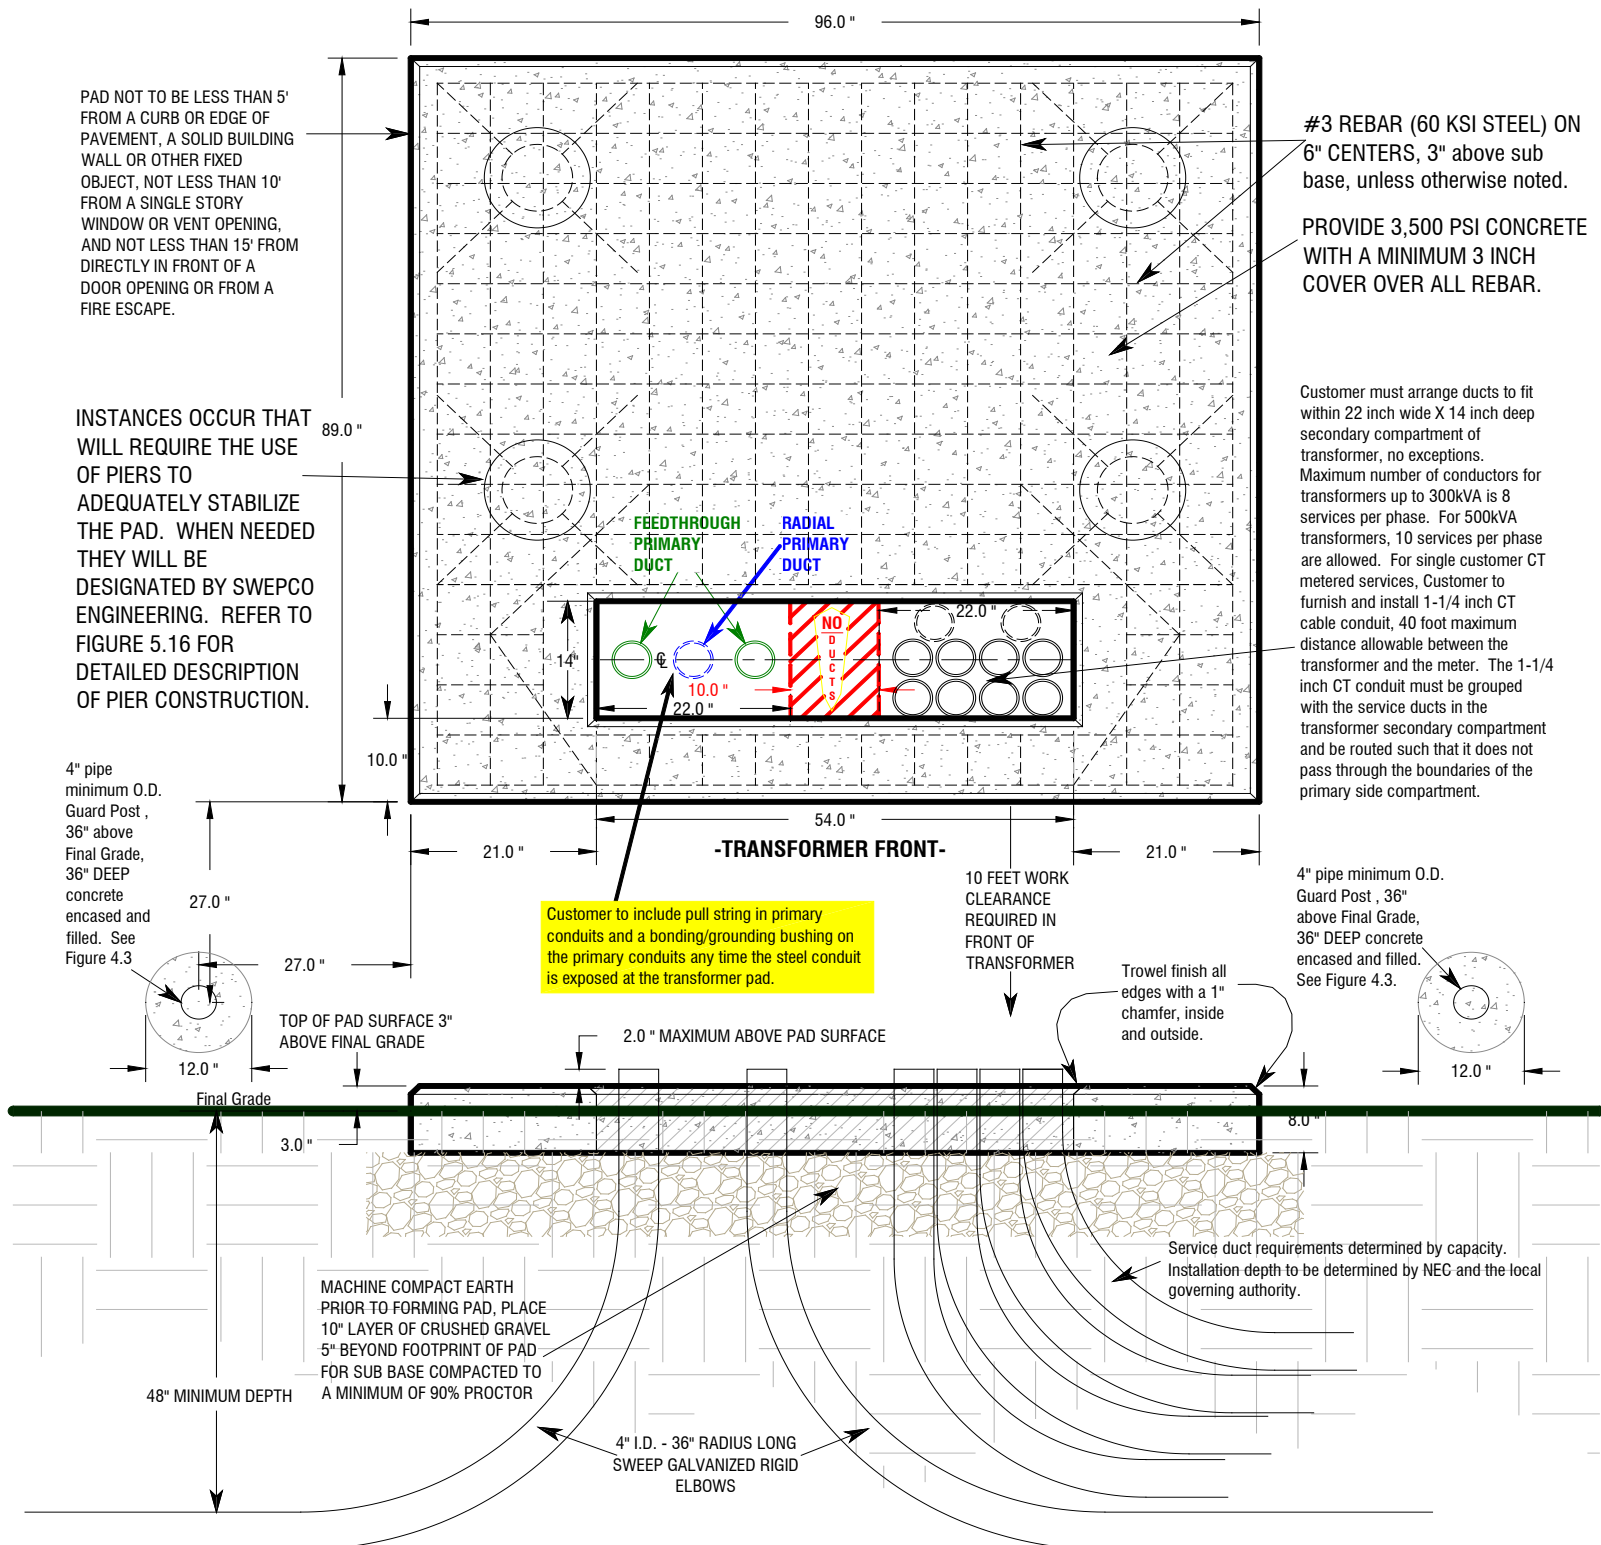 96.0 "
PAD NOT TO BE LESS THAN 5'
FROM A CURB OR EDGE OF
PAVEMENT, A SOLID BUILDING
WALL OR OTHER FIXED
OBJECT, NOT LESS THAN 10'
FROM A SINGLE STORY
WINDOW OR VENT OPENING,
AND NOT LESS THAN 15' FROM
DIRECTLY IN FRONT OF A
DOOR OPENING OR FROM A
FIRE ESCAPE.
#3 REBAR (60 KSI STEEL) ON
6" CENTERS, 3" above sub
base, unless otherwise noted.
PROVIDE 3,500 PSI CONCRETE
WITH A MINIMUM 3 INCH
COVER OVER ALL REBAR.
INSTANCES OCCUR THAT
WILL REQUIRE THE USE
OF PIERS TO
ADEQUATELY STABILIZE
THE PAD.  WHEN NEEDED
THEY WILL BE
DESIGNATED BY SWEPCO
ENGINEERING.  REFER TO
FIGURE 5.16 FOR
DETAILED DESCRIPTION
OF PIER CONSTRUCTION.
89.0 "
Customer must arrange ducts to fit
within 22 inch wide X 14 inch deep
secondary compartment of
transformer, no exceptions.
Maximum number of conductors for
transformers up to 300kVA is 8
services per phase.  For 500kVA
transformers, 10 services per phase
are allowed.  For single customer CT
metered services, Customer to
furnish and install 1-1/4 inch CT
cable conduit, 40 foot maximum
distance allowable between the
transformer and the meter.  The 1-1/4
inch CT conduit must be grouped
with the service ducts in the
transformer secondary compartment
and be routed such that it does not
pass through the boundaries of the
primary side compartment.
FEEDTHROUGH
PRIMARY
DUCT
RADIAL
PRIMARY
DUCT
14"
℄
NO
D
U
C
T
S
22.0 "
10.0 "
22.0 "
10.0 "
54.0 "
21.0 "
-TRANSFORMER FRONT-
21.0 "
4" pipe
minimum O.D.
Guard Post ,
36" above
Final Grade,
36" DEEP
concrete
encased and
filled.  See
Figure 4.3
27.0 "
27.0 "
12.0 "
Customer to include pull string in primary
conduits and a bonding/grounding bushing on
the primary conduits any time the steel conduit
is exposed at the transformer pad.
10 FEET WORK
CLEARANCE
REQUIRED IN
FRONT OF
TRANSFORMER
Trowel finish all
edges with a 1"
chamfer, inside
and outside.
4" pipe minimum O.D.
Guard Post , 36"
above Final Grade,
36" DEEP concrete
encased and filled.
See Figure 4.3.
12.0 "
TOP OF PAD SURFACE 3"
ABOVE FINAL GRADE
2.0 " MAXIMUM ABOVE PAD SURFACE
Final Grade
3.0 "
8.0 "
48" MINIMUM DEPTH
MACHINE COMPACT EARTH
PRIOR TO FORMING PAD, PLACE
10" LAYER OF CRUSHED GRAVEL
5" BEYOND FOOTPRINT OF PAD
FOR SUB BASE COMPACTED TO
A MINIMUM OF 90% PROCTOR
Service duct requirements determined by capacity.
Installation depth to be determined by NEC and the local
governing authority.
4" I.D. - 36" RADIUS LONG
SWEEP GALVANIZED RIGID
ELBOWS